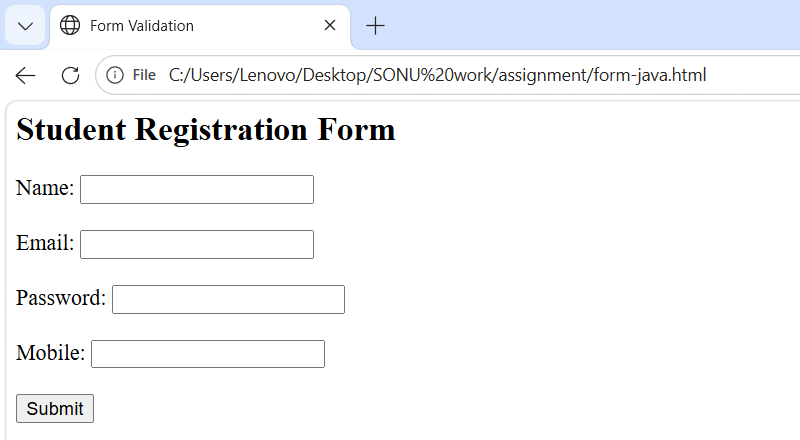 Form Validation
File C:/Users/Lenovo/Desktop/SONU%20work/assignment/form-java.html
Student Registration Form
Name:
Email:
Password:
Mobile:
Submit